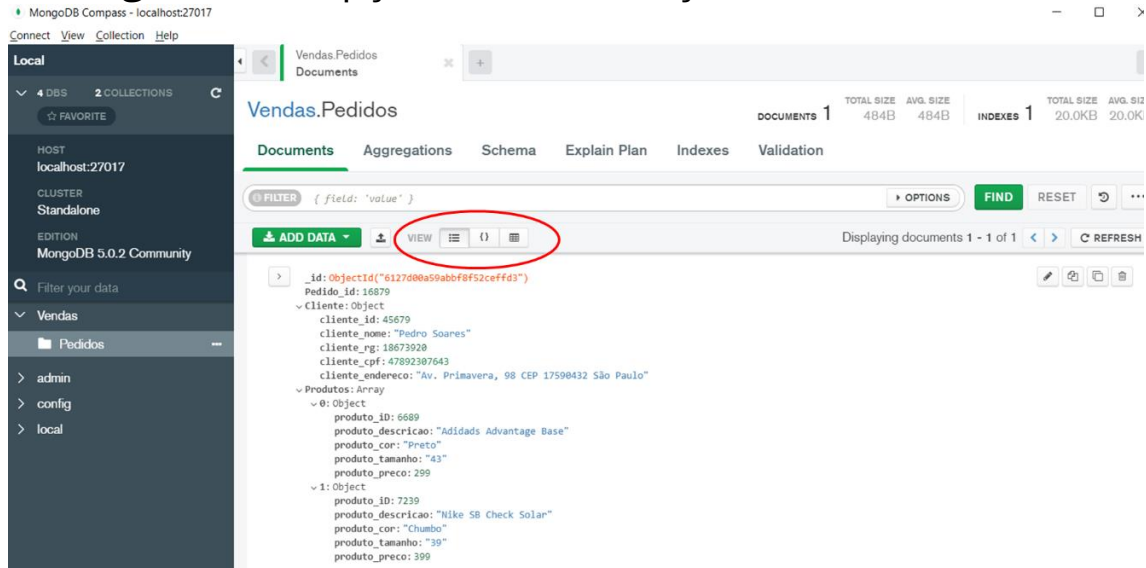 MongoDB Compass - localhost:27017
Connect View Collection Help
Local
4 DBS 2 COLLECTIONS
☆ FAVORITE
HOST
localhost:27017
CLUSTER
Standalone
EDITION
MongoDB 5.0.2 Community
Filter your data
Vendas
Pedidos
admin
config
local
Vendas.Pedidos
Documents
Vendas.Pedidos
DOCUMENTS 1 TOTAL SIZE 484B AVG. SIZE 484B INDEXES 1 TOTAL SIZE 20.0KB AVG. 20.0
Documents Aggregations Schema Explain Plan Indexes Validation
FILTER { field: 'value' } OPTIONS FIND RESET
ADD DATA VIEW {} Displaying documents 1 - 1 of 1 REFRESH
_id: ObjectId("6127d00a59abbf8f52ceffd3")
Pedido_id: 16879
Cliente: Object
cliente_id: 45679
cliente_nome: "Pedro Soares"
cliente_rg: 18673920
cliente_cpf: 47892307643
cliente_endereco: "Av. Primavera, 98 CEP 17590432 São Paulo"
Produtos: Array
0: Object
produto_iD: 6689
produto_descricao: "Adidads Advantage Base"
produto_cor: "Preto"
produto_tamanho: "43"
produto_preco: 299
1: Object
produto_iD: 7239
produto_descricao: "Nike SB Check Solar"
produto_cor: "Chumbo"
produto_tamanho: "39"
produto_preco: 399